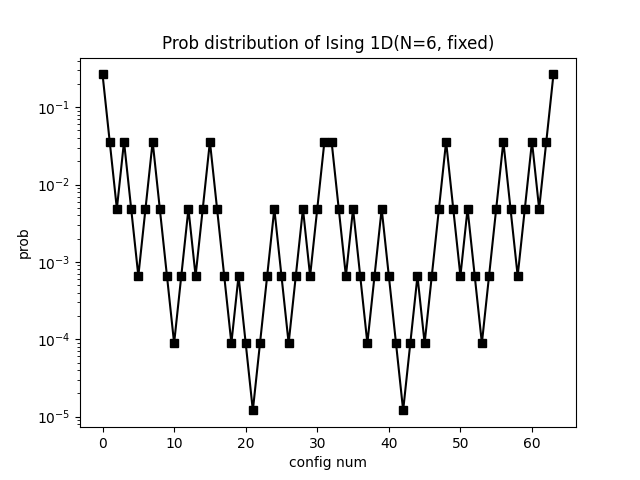 Prob distribution of Ising 1D(N=6, fixed)
10⁻¹
10⁻²
10⁻³
10⁻⁴
10⁻⁵
prob
0 10 20 30 40 50 60
config num